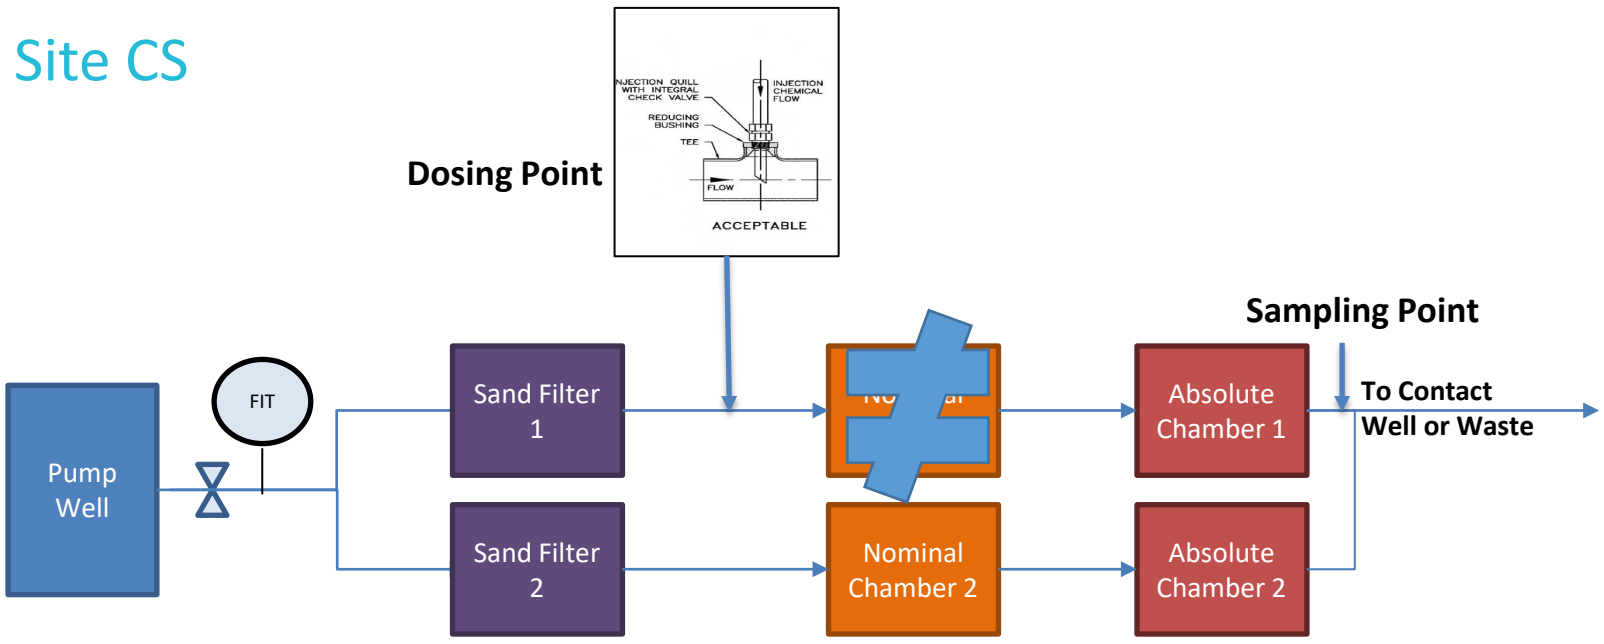 Site CS
NJECTION QUILL
WITH INTEGRAL
CHECK VALVE
INJECTION
CHEMICAL
FLOW
REDUCING
BUSHING
TEE
FLOW
ACCEPTABLE
Dosing Point
Sampling Point
FIT
Pump
Well
Sand Filter
1
Absolute
Chamber 1
To Contact
Well or Waste
Sand Filter
2
Nominal
Chamber 2
Absolute
Chamber 2